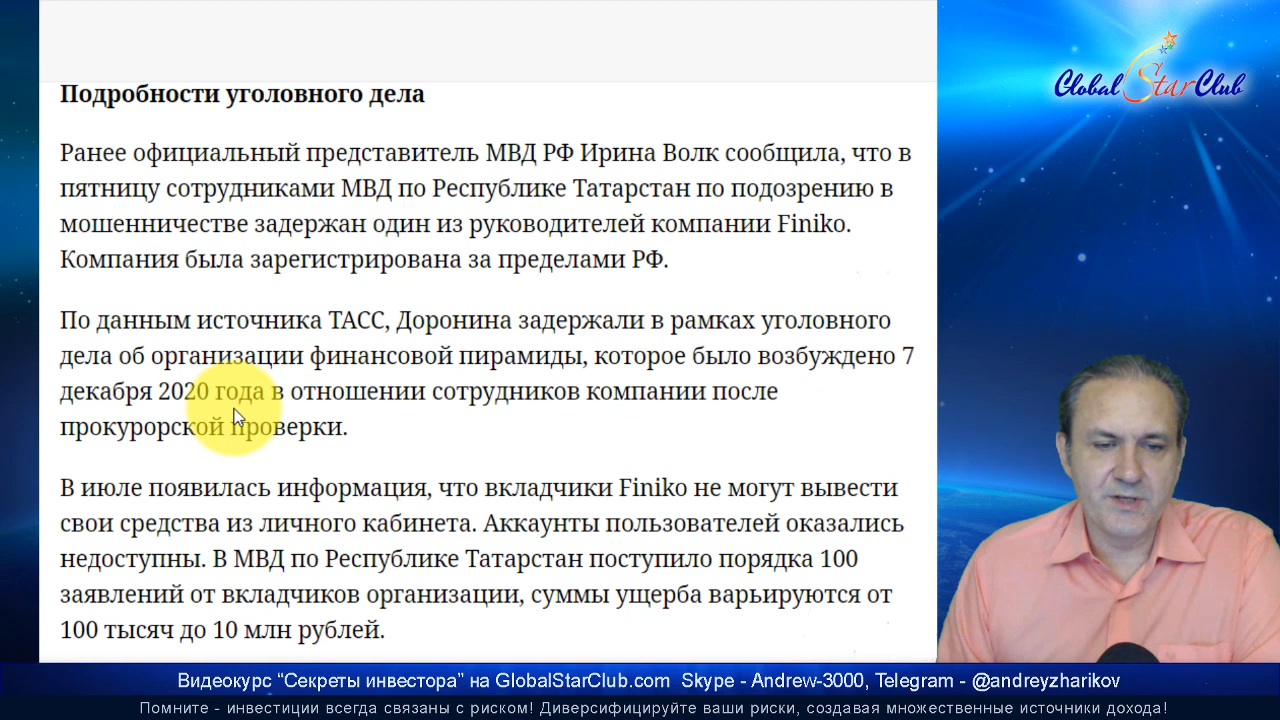 Подробности уголовного дела
Ранее официальный представитель МВД РФ Ирина Волк сообщила, что в
пятницу сотрудниками МВД по Республике Татарстан по подозрению в
мошенничестве задержан один из руководителей компании Finiko.
Компания была зарегистрирована за пределами РФ.
По данным источника ТАСС, Доронина задержали в рамках уголовного
дела об организации финансовой пирамиды, которое было возбуждено 7
декабря 2020 года в отношении сотрудников компании после
прокурорской проверки.
В июле появилась информация, что вкладчики Finiko не могут вывести
свои средства из личного кабинета. Аккаунты пользователей оказались
недоступны. В МВД по Республике Татарстан поступило порядка 100
заявлений от вкладчиков организации, суммы ущерба варьируются от
100 тысяч до 10 млн рублей.
Global Star Club
Видеокурс “Секреты инвестора” на GlobalStarClub.com Skype - Andrew-3000, Telegram - @andreyzharikov
Помните - инвестиции всегда связаны с риском! Диверсифицируйте ваши риски, создавая множественные источники дохода!